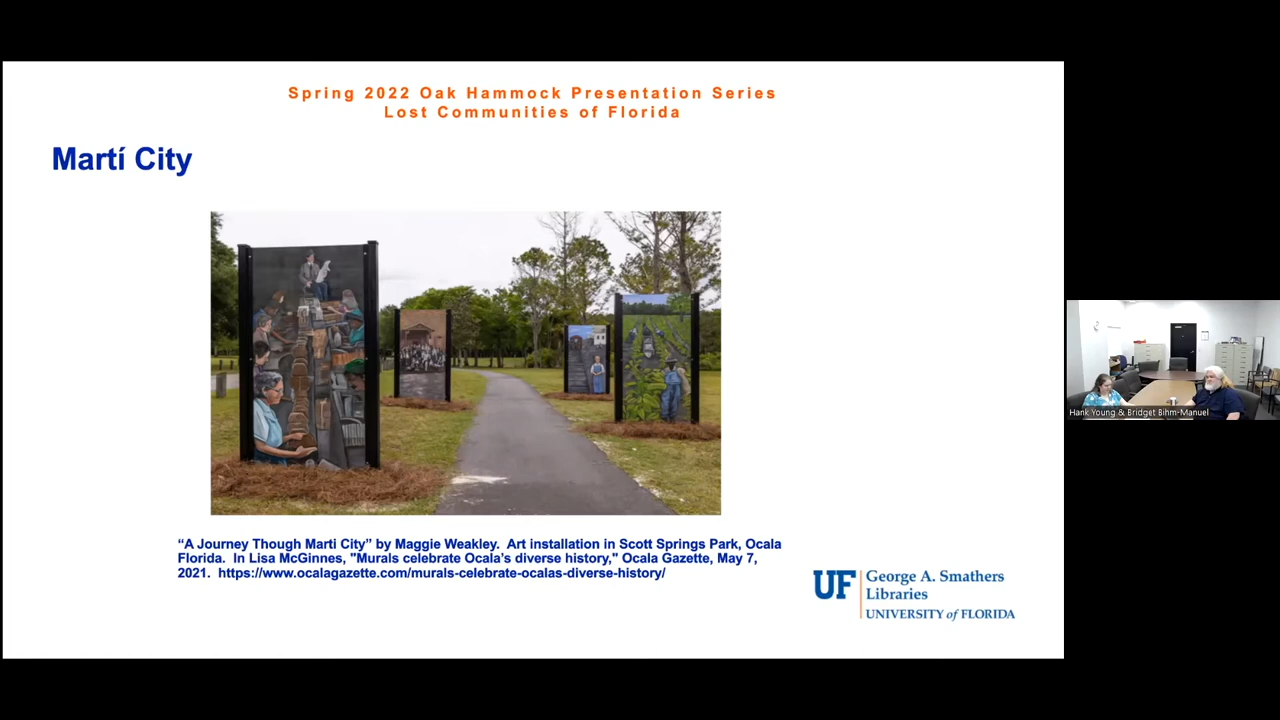 Spring 2022 Oak Hammock Presentation Series
Lost Communities of Florida
Martí City
“A Journey Though Marti City” by Maggie Weakley. Art installation in Scott Springs Park, Ocala
Florida. In Lisa McGinnes, "Murals celebrate Ocala’s diverse history," Ocala Gazette, May 7,
2021. https://www.ocalagazette.com/murals-celebrate-ocalas-diverse-history/
UF George A. Smathers
Libraries
UNIVERSITY of FLORIDA
Hank Young & Bridget Bihm-Manuel